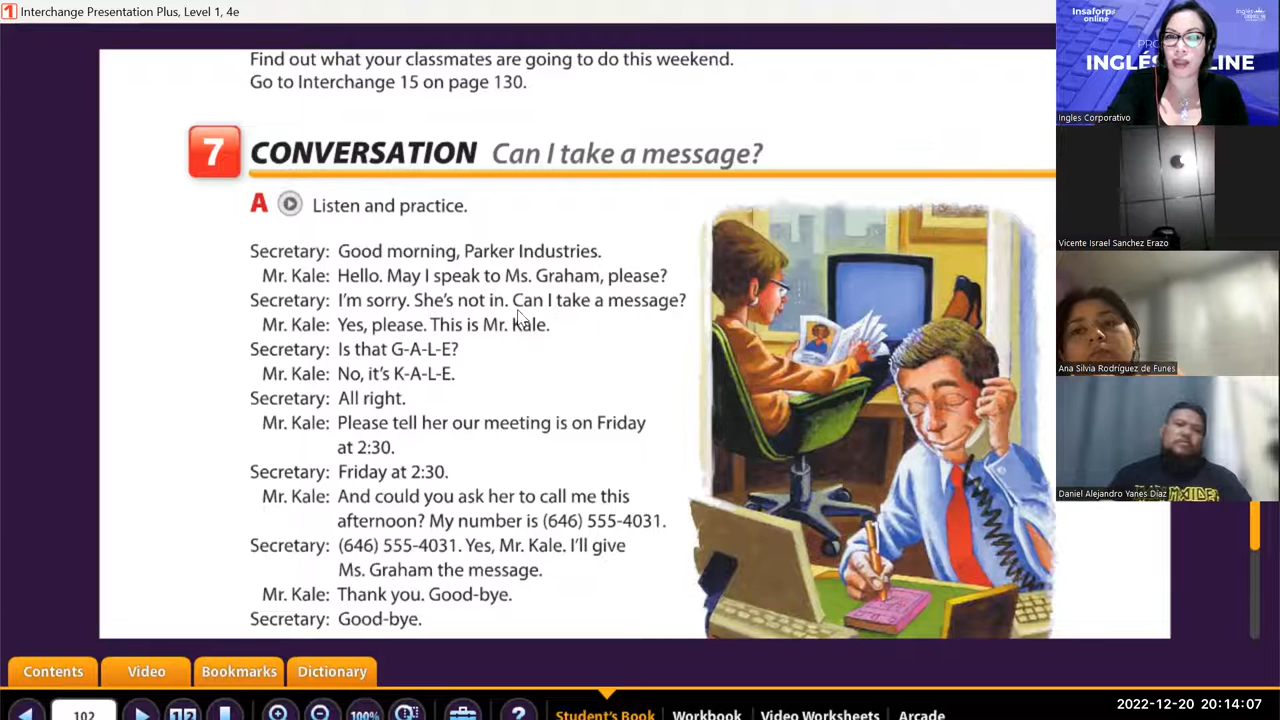 Interchange Presentation Plus, Level 1, 4e
Find out what your classmates are going to do this weekend.
Go to Interchange 15 on page 130.
7 CONVERSATION Can I take a message?
A Listen and practice.
Secretary: Good morning, Parker Industries.
Mr. Kale: Hello. May I speak to Ms. Graham, please?
Secretary: I'm sorry. She's not in. Can I take a message?
Mr. Kale: Yes, please. This is Mr. Kale.
Secretary: Is that G-A-L-E?
Mr. Kale: No, it's K-A-L-E.
Secretary: All right.
Mr. Kale: Please tell her our meeting is on Friday
at 2:30.
Secretary: Friday at 2:30.
Mr. Kale: And could you ask her to call me this
afternoon? My number is (646) 555-4031.
Secretary: (646) 555-4031. Yes, Mr. Kale. I'll give
Ms. Graham the message.
Mr. Kale: Thank you. Good-bye.
Secretary: Good-bye.
Contents Video Bookmarks Dictionary
102 100% ? Student's Book Workbook Video Worksheets Arcade
Insaforp
online
INGLÉS
LINE
Ingles Corporativo
Vicente Israel Sanchez Erazo
Ana Silvia Rodríguez de Funes
Daniel Alejandro Yanes Diaz
2022-12-20 20:14:07